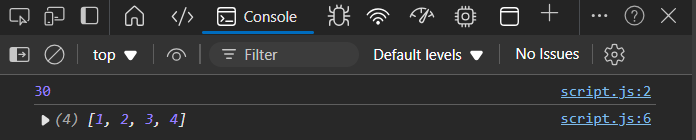 Console
top Filter Default levels No Issues
30 script.js:2
(4) [1, 2, 3, 4] script.js:6